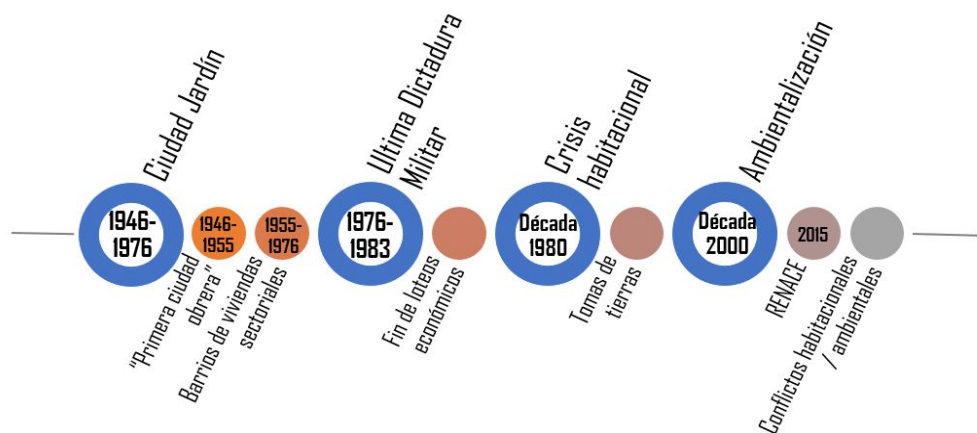 Ciudad Jardín
1946-
1976
1946-
1955
"Primera ciudad
obrera"
1955-
1976
Barrios de viviendas
sectoriales
Ultima Dictadura
Militar
1976-
1983
Fin de loteos
económicos
Crisis
habitacional
Década
1980
Tomas de
tierras
Ambientalización
Década
2000
2015
RENACE
Conflictos habitacionales
/ ambientales